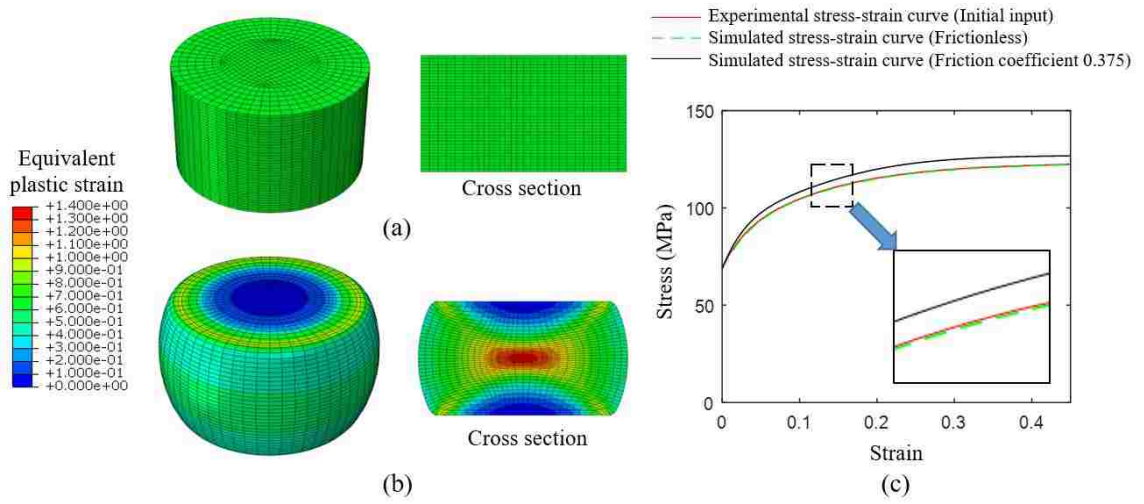 Experimental stress-strain curve (Initial input)
Simulated stress-strain curve (Frictionless)
Simulated stress-strain curve (Friction coefficient 0.375)
Equivalent
plastic strain
+1.400e+00
+1.300e+00
+1.200e+00
+1.100e+00
+1.000e+00
+9.000e-01
+8.000e-01
+7.000e-01
+6.000e-01
+5.000e-01
+4.000e-01
+3.000e-01
+2.000e-01
+1.000e-01
+0.000e+00
Cross section
(a)
Cross section
(b)
150
100
50
0
Stress (MPa)
0 0.1 0.2 0.3 0.4
Strain
(c)